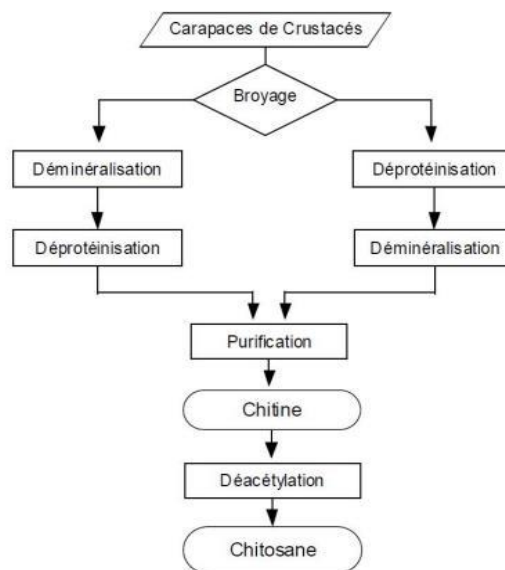 Carapaces de Crustacés
Broyage
Déminéralisation
Déprotéinisation
Déprotéinisation
Déminéralisation
Purification
Chitine
Déacétylation
Chitosane